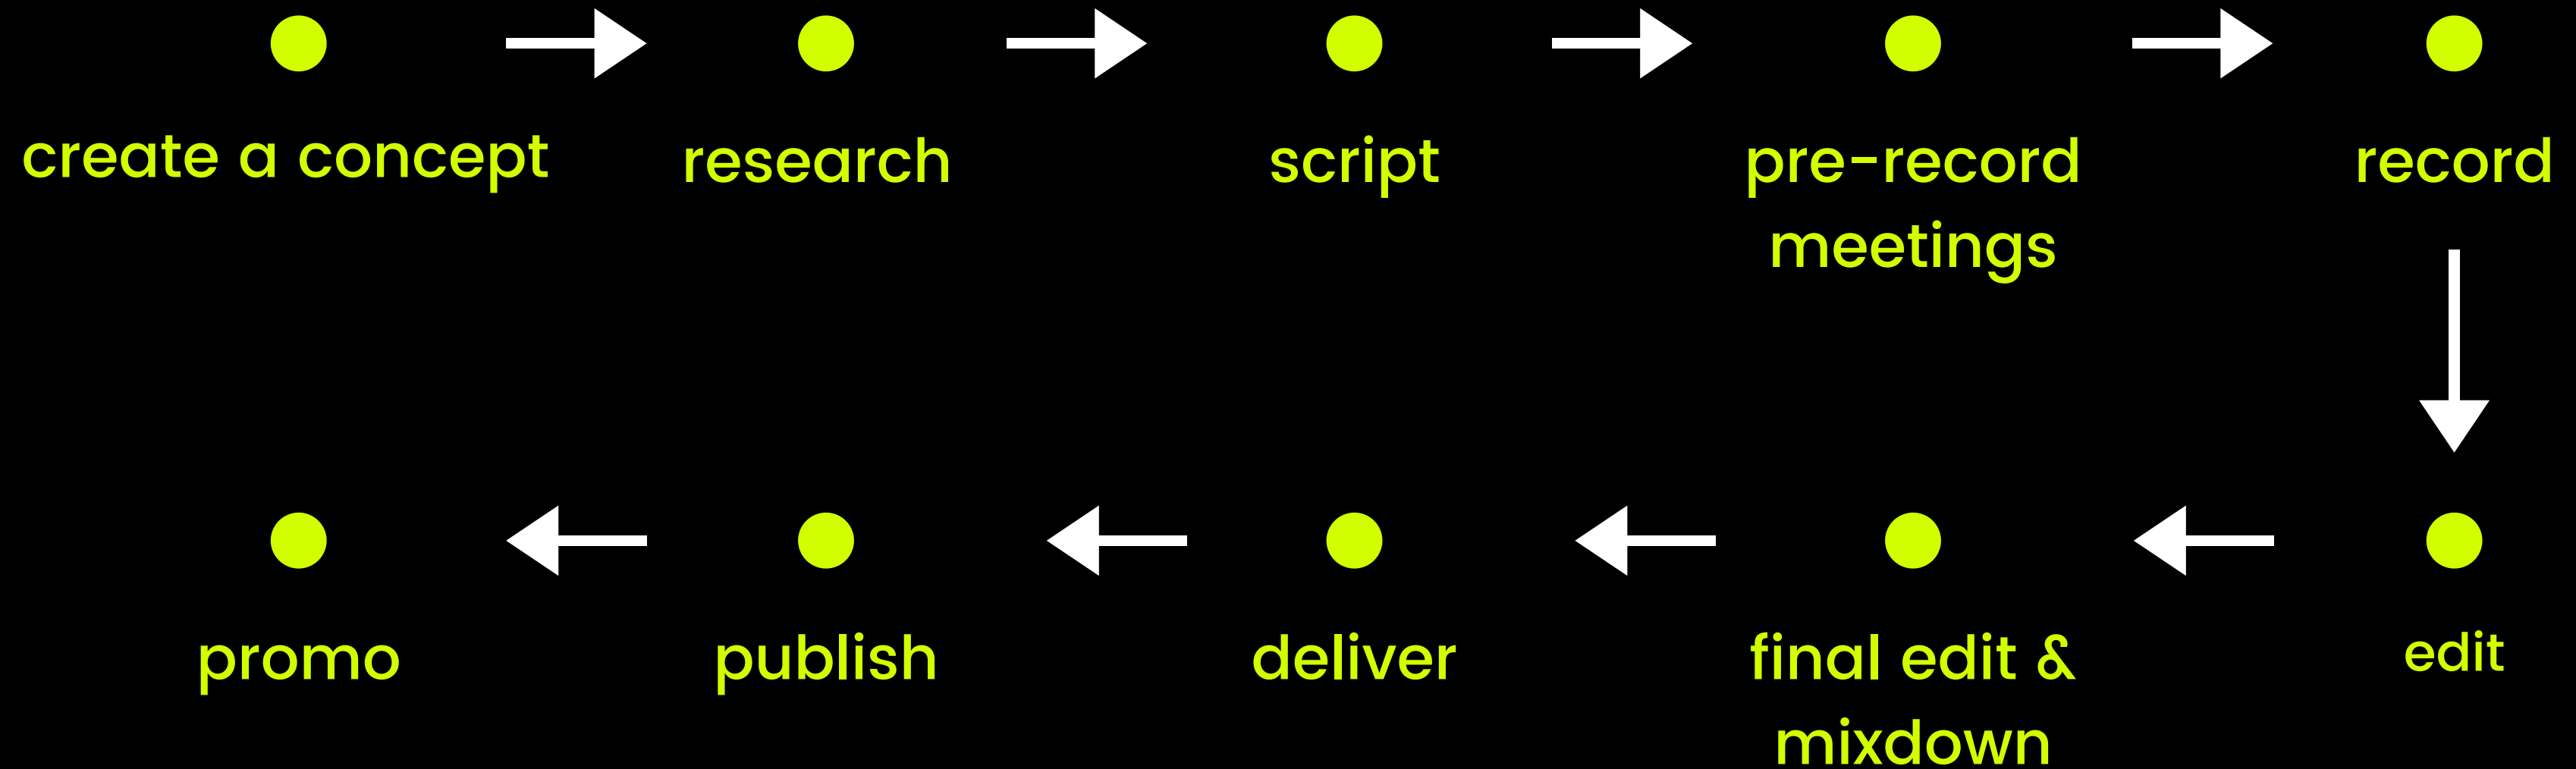 create a concept
research
script
pre-record
meetings
record
edit
final edit &
mixdown
deliver
publish
promo